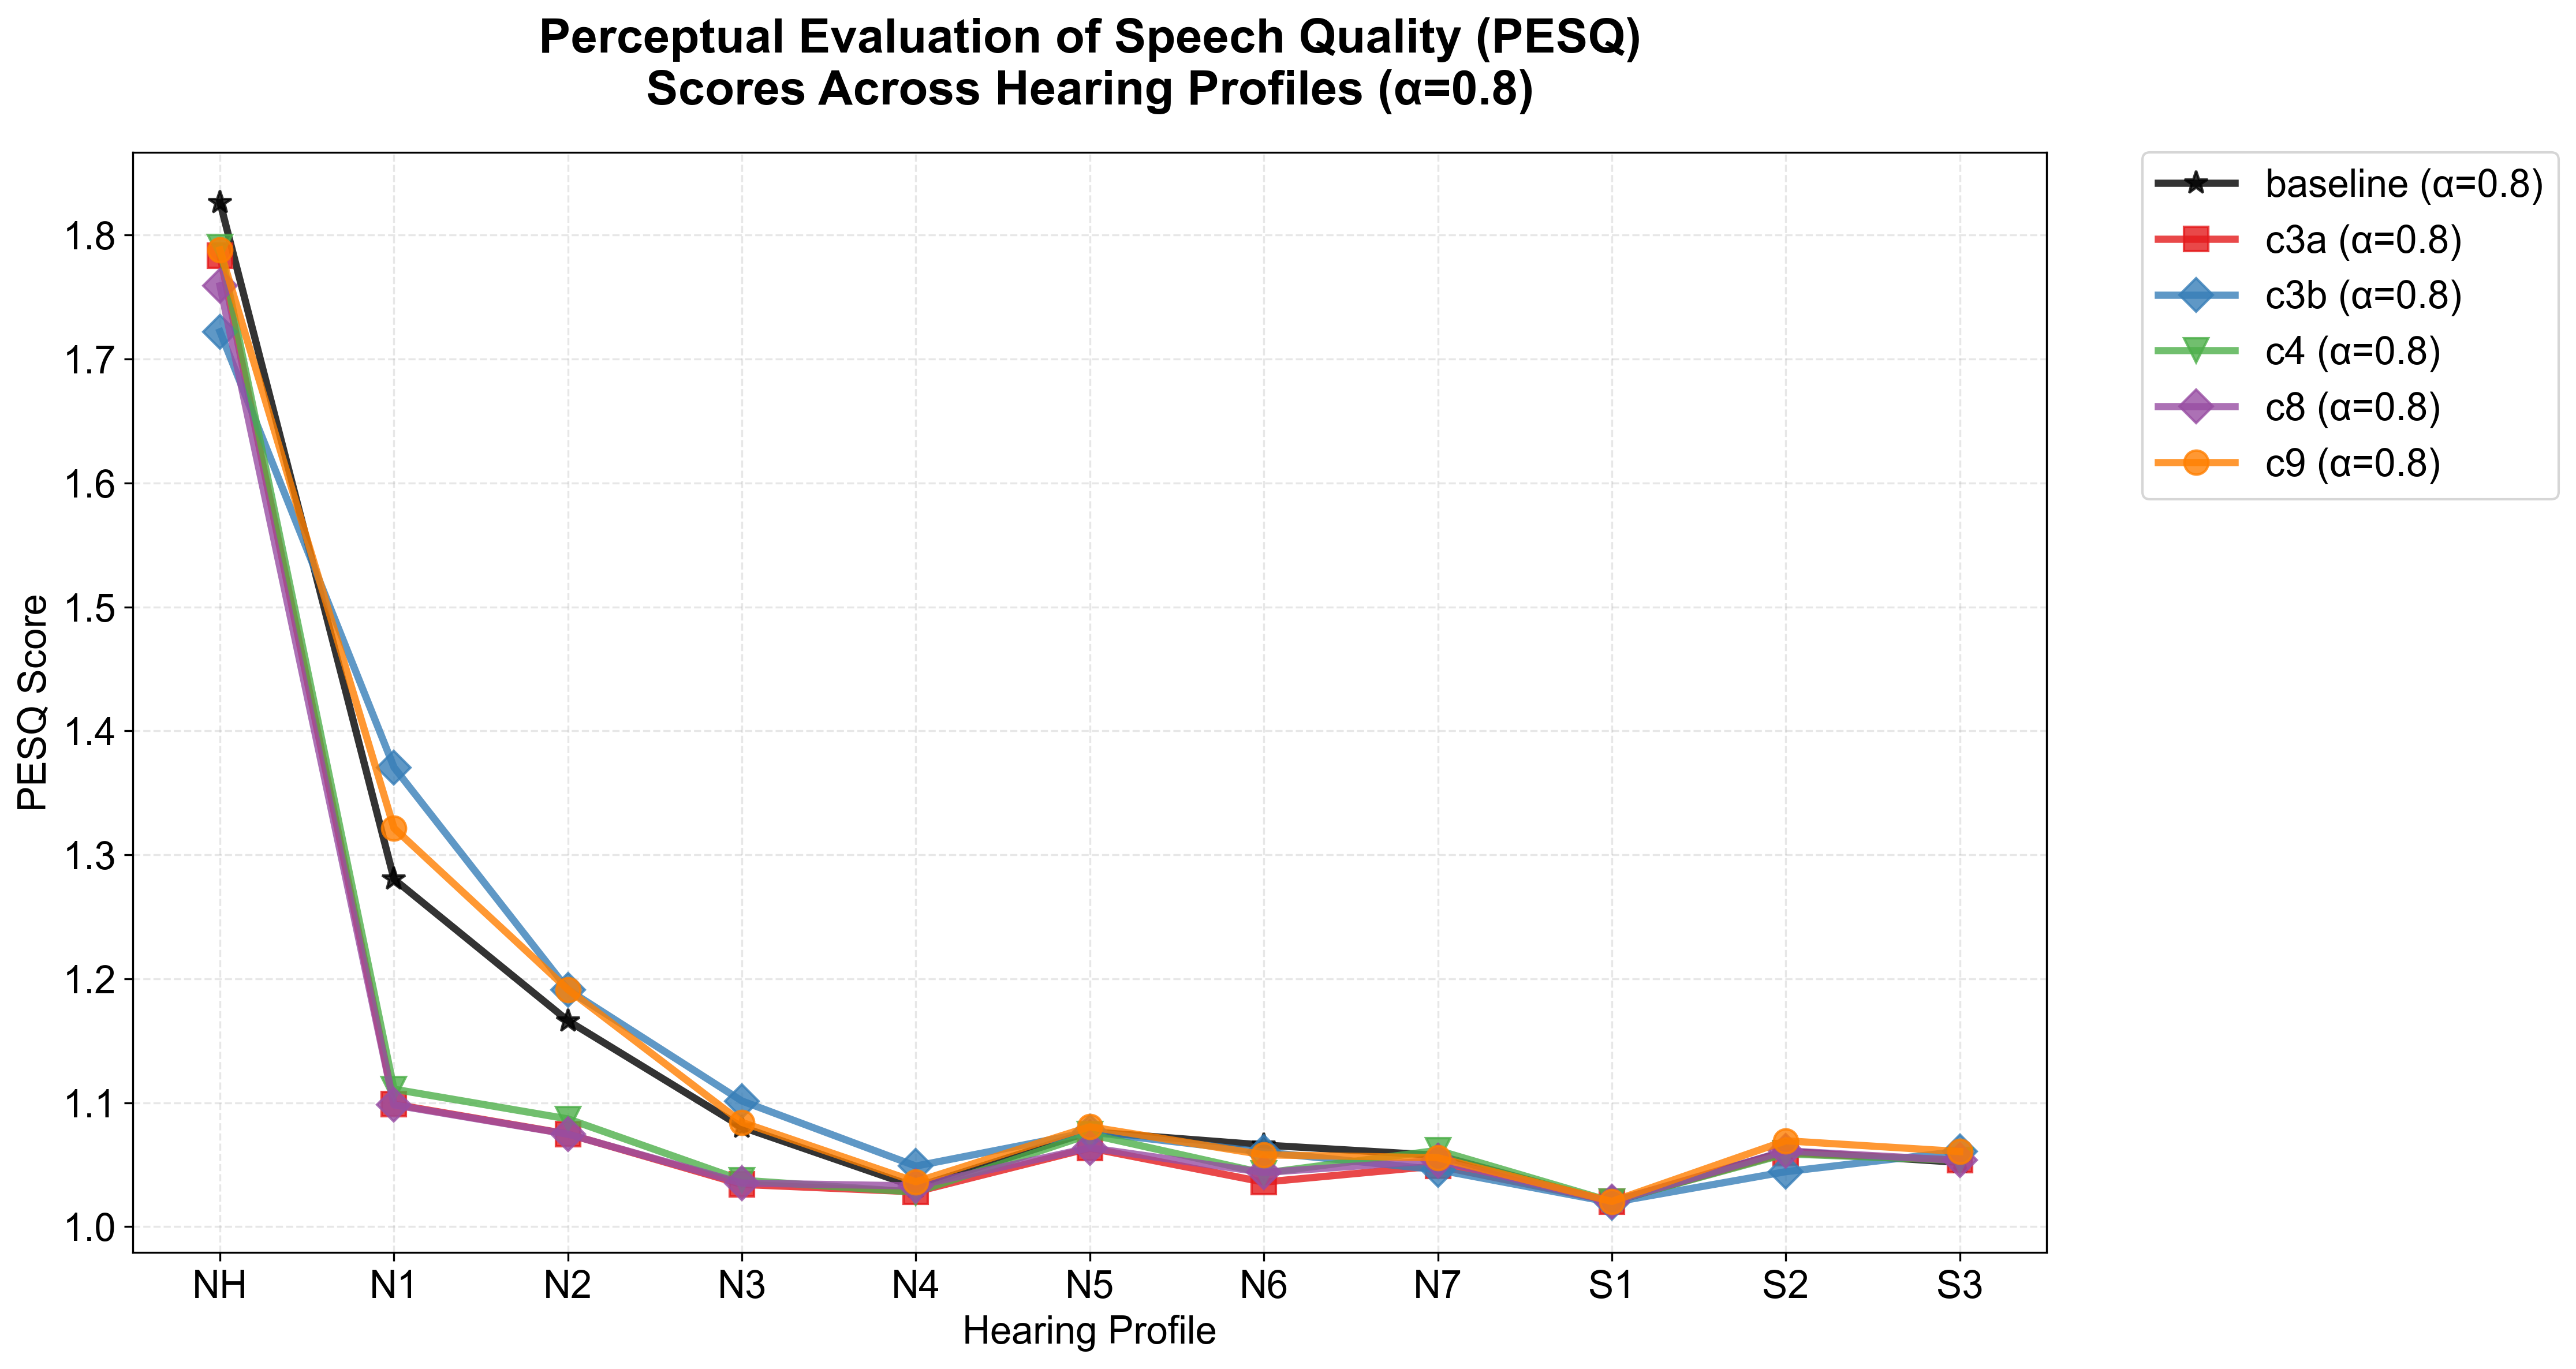 Perceptual Evaluation of Speech Quality (PESQ)
Scores Across Hearing Profiles (α=0.8)
PESQ Score
1.8
1.7
1.6
1.5
1.4
1.3
1.2
1.1
1.0
NH N1 N2 N3 N4 N5 N6 N7 S1 S2 S3
Hearing Profile
baseline (α=0.8)
c3a (α=0.8)
c3b (α=0.8)
c4 (α=0.8)
c8 (α=0.8)
c9 (α=0.8)